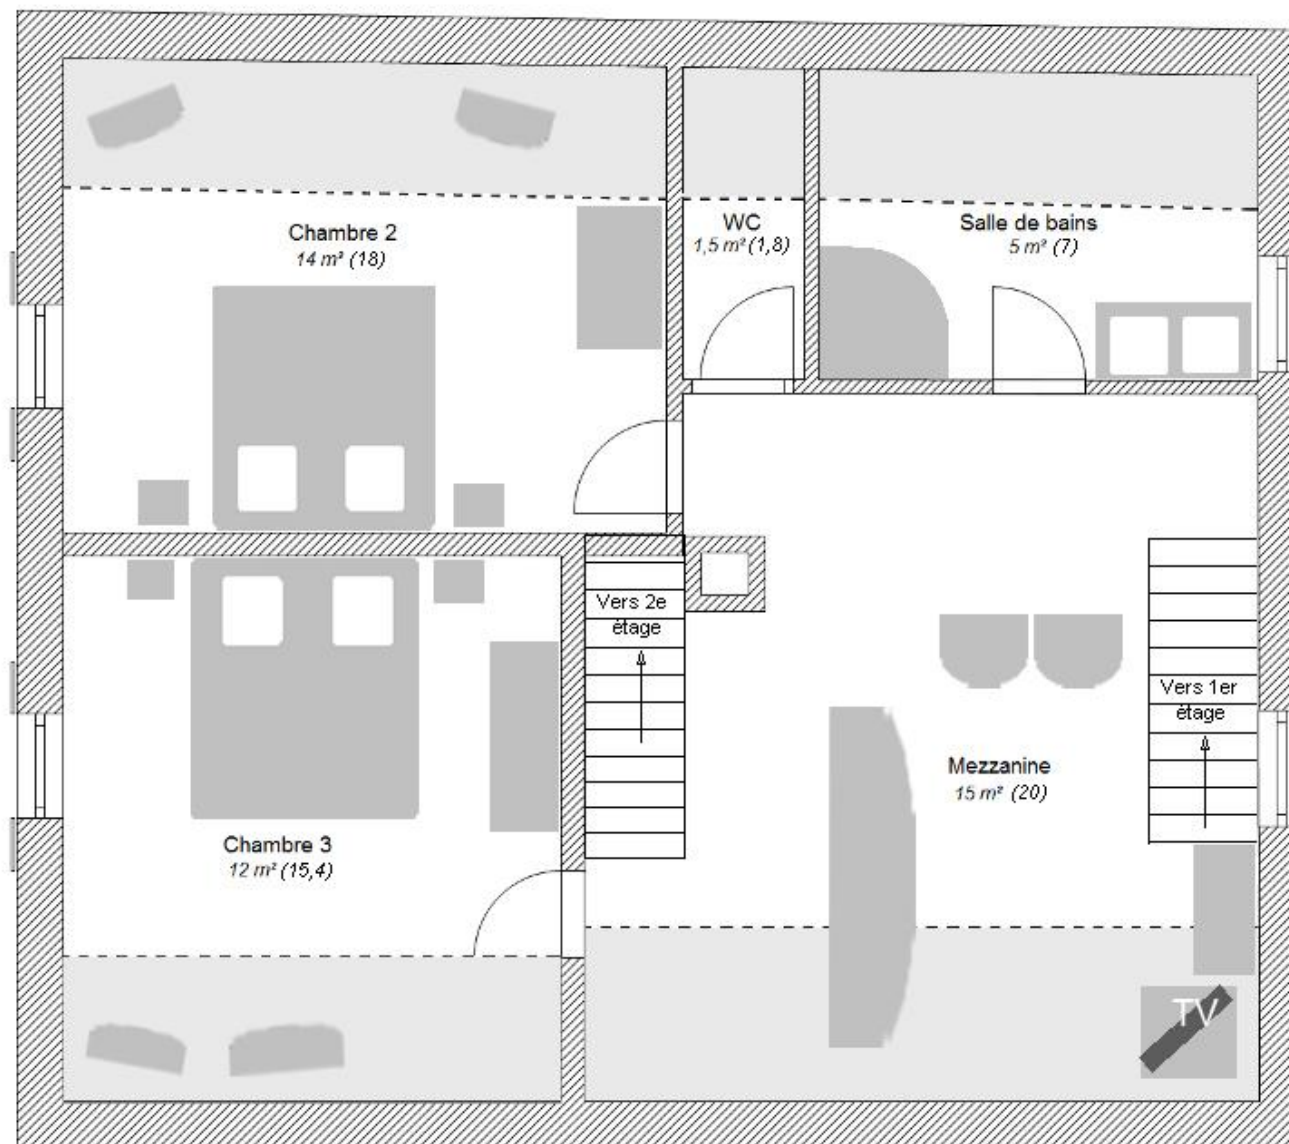 Chambre 2
14 m² (18)
WC
1,5 m² (1,8)
Salle de bains
5 m² (7)
Vers 2e
étage
Vers 1er
étage
Mezzanine
15 m² (20)
Chambre 3
12 m² (15,4)
TV